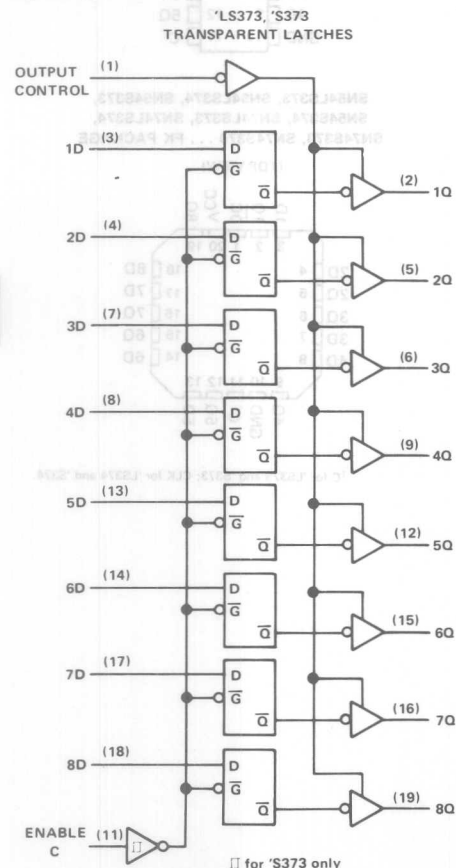 'LS373, 'S373
TRANSPARENT LATCHES
OUTPUT CONTROL (1)
1D (3) D G Q (2) 1Q
2D (4) D G Q (5) 2Q
3D (7) D G Q (6) 3Q
4D (8) D G Q (9) 4Q
5D (13) D G Q (12) 5Q
6D (14) D G Q (15) 6Q
7D (17) D G Q (16) 7Q
8D (18) D G Q (19) 8Q
ENABLE C (11)
for 'S373 only